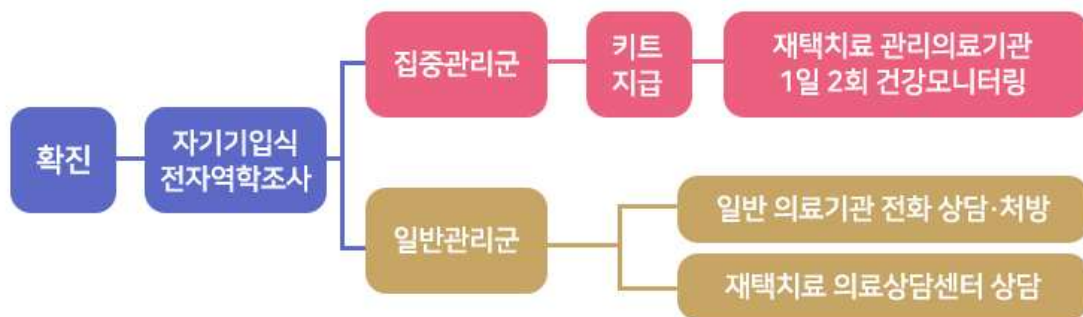 확진
자기기입식
전자역학조사
집중관리군
키트
지급
재택치료 관리의료기관
1일 2회 건강모니터링
일반관리군
일반 의료기관 전화 상담·처방
재택치료 의료상담센터 상담